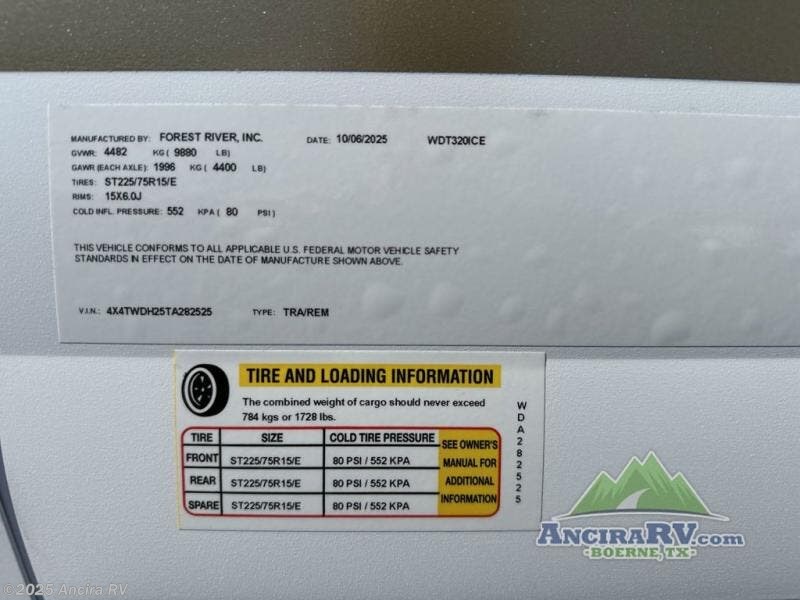 MANUFACTURED BY: FOREST RIVER, INC. DATE: 10/06/2025 WDT320ICE
GVWR: 4482 KG ( 9880 LB)
GAWR (EACH AXLE): 1996 KG ( 4400 LB)
TIRES: ST225/75R15/E
RIMS: 15X6.0J
COLD INFL. PRESSURE: 552 KPA ( 80 PSI)
THIS VEHICLE CONFORMS TO ALL APPLICABLE U.S. FEDERAL MOTOR VEHICLE SAFETY
STANDARDS IN EFFECT ON THE DATE OF MANUFACTURE SHOWN ABOVE.
V.I.N.: 4X4TWDH25TA282525 TYPE: TRA/REM
TIRE AND LOADING INFORMATION
The combined weight of cargo should never exceed
784 kgs or 1728 lbs.
TIRE SIZE COLD TIRE PRESSURE
FRONT ST225/75R15/E 80 PSI / 552 KPA
REAR ST225/75R15/E 80 PSI / 552 KPA
SPARE ST225/75R15/E 80 PSI / 552 KPA
SEE OWNER'S
MANUAL FOR
ADDITIONAL
INFORMATION
WDA282525
ANCIRARV.com
BOERNE, TX
©2025 Ancira RV